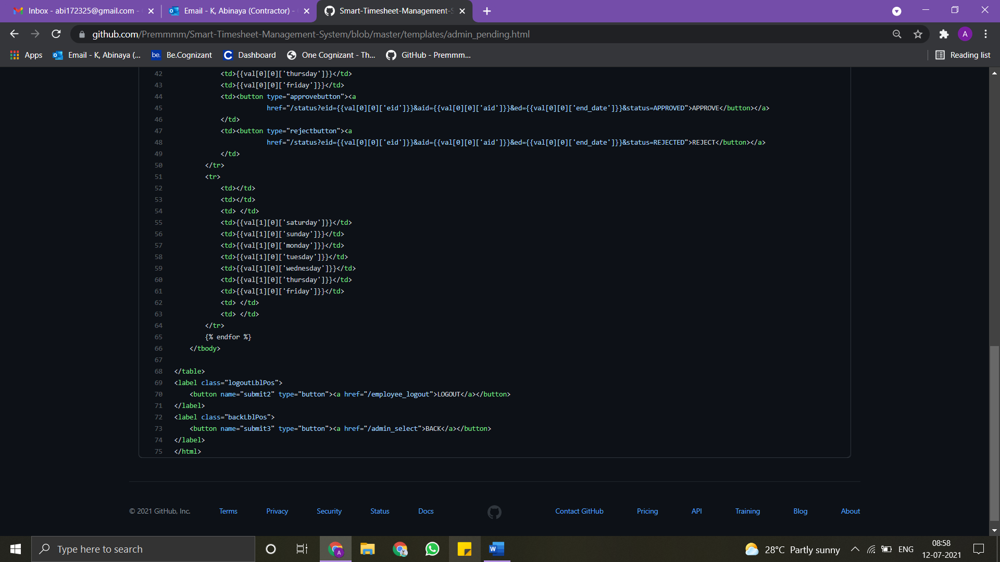 Inbox - abi172325@gmail.com -
Email - K, Abinaya (Contractor) -
Smart-Timesheet-Management-S
github.com/Premmmm/Smart-Timesheet-Management-System/blob/master/templates/admin_pending.html
A
Apps
Email - K, Abinaya (...
be. Be.Cognizant
Dashboard
One Cognizant - Th...
GitHub - Premmm...
Reading list
42 <td>{{val[0][0]['thursday']}}</td>
43 <td>{{val[0][0]['friday']}}</td>
44 <td><button type="approvebutton"><a
45 href="/status?eid={{val[0][0]['eid']}}&aid={{val[0][0]['aid']}}&ed={{val[0][0]['end_date']}}&status=APPROVED">APPROVE</button></a>
46 </td>
47 <td><button type="rejectbutton"><a
48 href="/status?eid={{val[0][0]['eid']}}&aid={{val[0][0]['aid']}}&ed={{val[0][0]['end_date']}}&status=REJECTED">REJECT</button></a>
49 </td>
50 </tr>
51 <tr>
52 <td></td>
53 <td></td>
54 <td> </td>
55 <td>{{val[1][0]['saturday']}}</td>
56 <td>{{val[1][0]['sunday']}}</td>
57 <td>{{val[1][0]['monday']}}</td>
58 <td>{{val[1][0]['tuesday']}}</td>
59 <td>{{val[1][0]['wednesday']}}</td>
60 <td>{{val[1][0]['thursday']}}</td>
61 <td>{{val[1][0]['friday']}}</td>
62 <td> </td>
63 <td> </td>
64 </tr>
65 {% endfor %}
66 </tbody>
67
68 </table>
69 <label class="logoutLblPos">
70 <button name="submit2" type="button"><a href="/employee_logout">LOGOUT</a></button>
71 </label>
72 <label class="backLblPos">
73 <button name="submit3" type="button"><a href="/admin_select">BACK</a></button>
74 </label>
75 </html>
© 2021 GitHub, Inc.
Terms
Privacy
Security
Status
Docs
Contact GitHub
Pricing
API
Training
Blog
About
Type here to search
28°C Partly sunny
ENG
08:58
12-07-2021